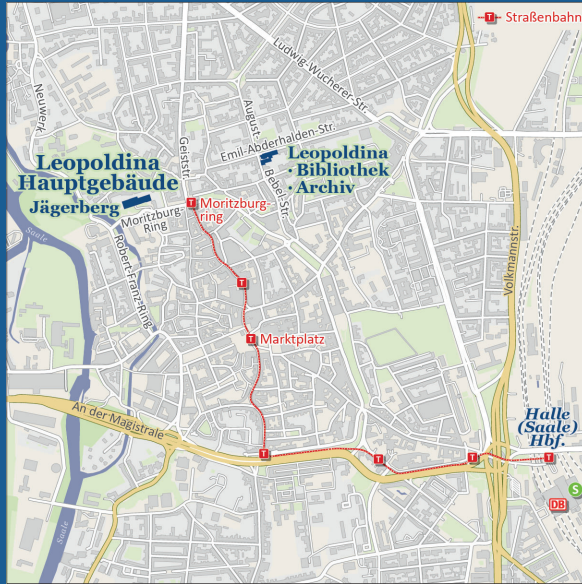 T Straßenbahn
Ludwig-Wucherer-Str.
Neuwerk
Geiststr.
August-
Bebel-Str.
Emil-Abderhalden-Str.
Leopoldina
Hauptgebäude
Jägerberg
Leopoldina
· Bibliothek
· Archiv
Moritzburg-
Ring
T Moritzburg-
ring
Robert-Franz-Ring
Saale
Volkmannstr.
T
T Marktplatz
An der Magistrale
Halle
(Saale)
Hbf.
T
T
T
T
S
DB
Saale